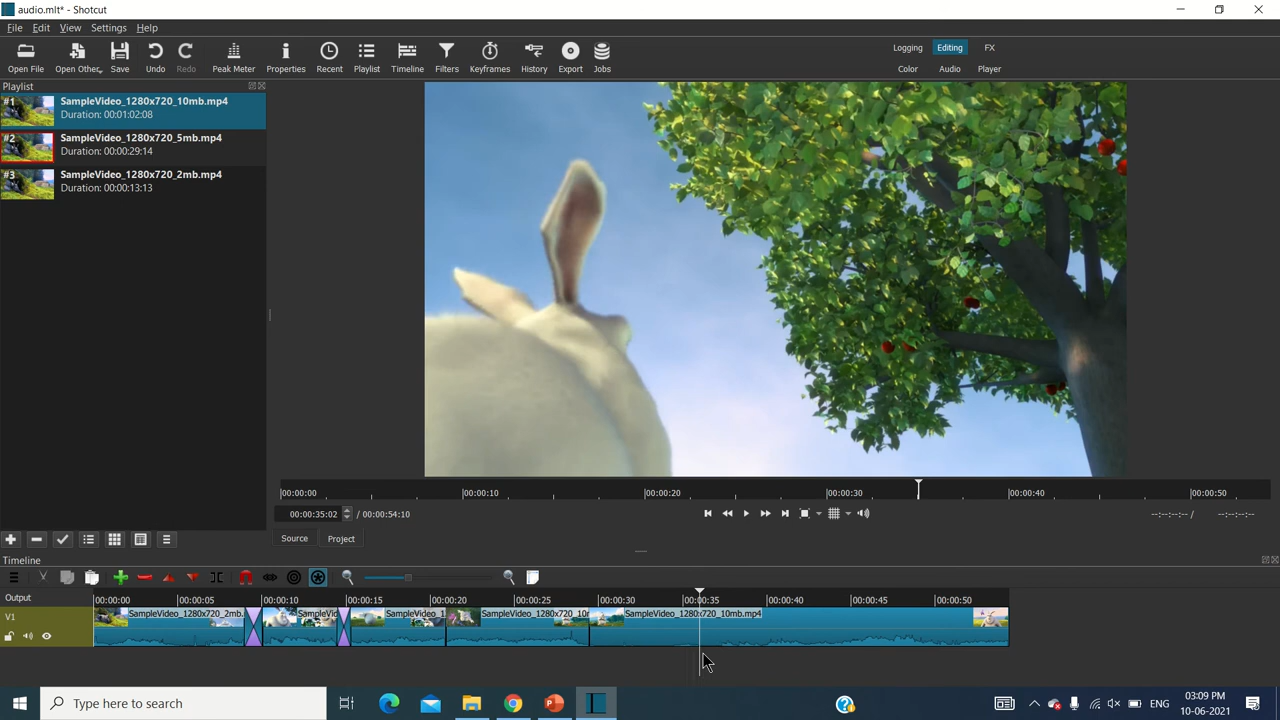 audio.mlt* - Shotcut
File Edit View Settings Help
Open File Open Other Save Undo Redo Peak Meter Properties Recent Playlist Timeline Filters Keyframes History Export Jobs
Logging Editing FX
Color Audio Player
Playlist
#1 SampleVideo_1280x720_10mb.mp4
Duration: 00:01:02:08
#2 SampleVideo_1280x720_5mb.mp4
Duration: 00:00:29:14
#3 SampleVideo_1280x720_2mb.mp4
Duration: 00:00:13:13
00:00:00 00:00:10 00:00:20 00:00:30 00:00:40 00:00:50
00:00:35:02 / 00:00:54:10 --:--:--:-- / --:--:--:--
Source Project
Timeline
Output 00:00:00 00:00:05 00:00:10 00:00:15 00:00:20 00:00:25 00:00:30 00:00:35 00:00:40 00:00:45 00:00:50
V1 SampleVideo_1280x720_2mb. SampleVid SampleVideo_1 SampleVideo_1280x720_10 SampleVideo_1280x720_10mb.mp4
Type here to search
ENG 03:09 PM
10-06-2021